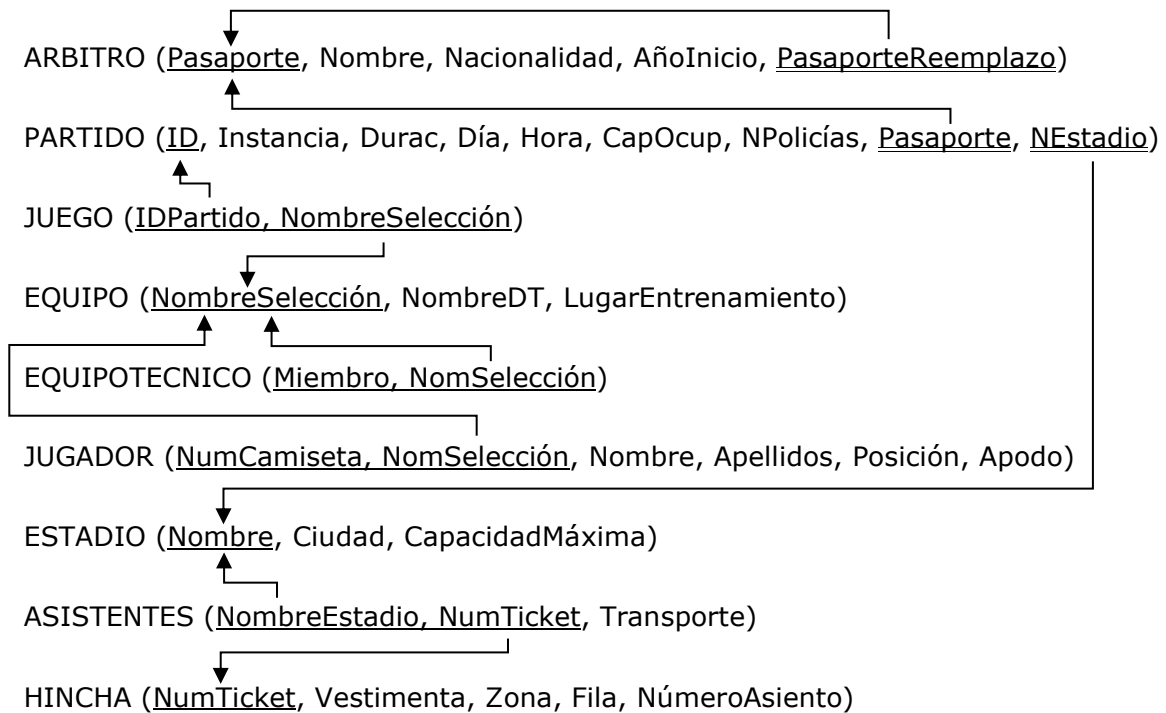 ARBITRO (Pasaporte, Nombre, Nacionalidad, AñoInicio, PasaporteReemplazo)
PARTIDO (ID, Instancia, Durac, Día, Hora, CapOcup, NPolicías, Pasaporte, NEstadio)
JUEGO (IDPartido, NombreSelección)
EQUIPO (NombreSelección, NombreDT, LugarEntrenamiento)
EQUIPOTECNICO (Miembro, NomSelección)
JUGADOR (NumCamiseta, NomSelección, Nombre, Apellidos, Posición, Apodo)
ESTADIO (Nombre, Ciudad, CapacidadMáxima)
ASISTENTES (NombreEstadio, NumTicket, Transporte)
HINCHA (NumTicket, Vestimenta, Zona, Fila, NúmeroAsiento)